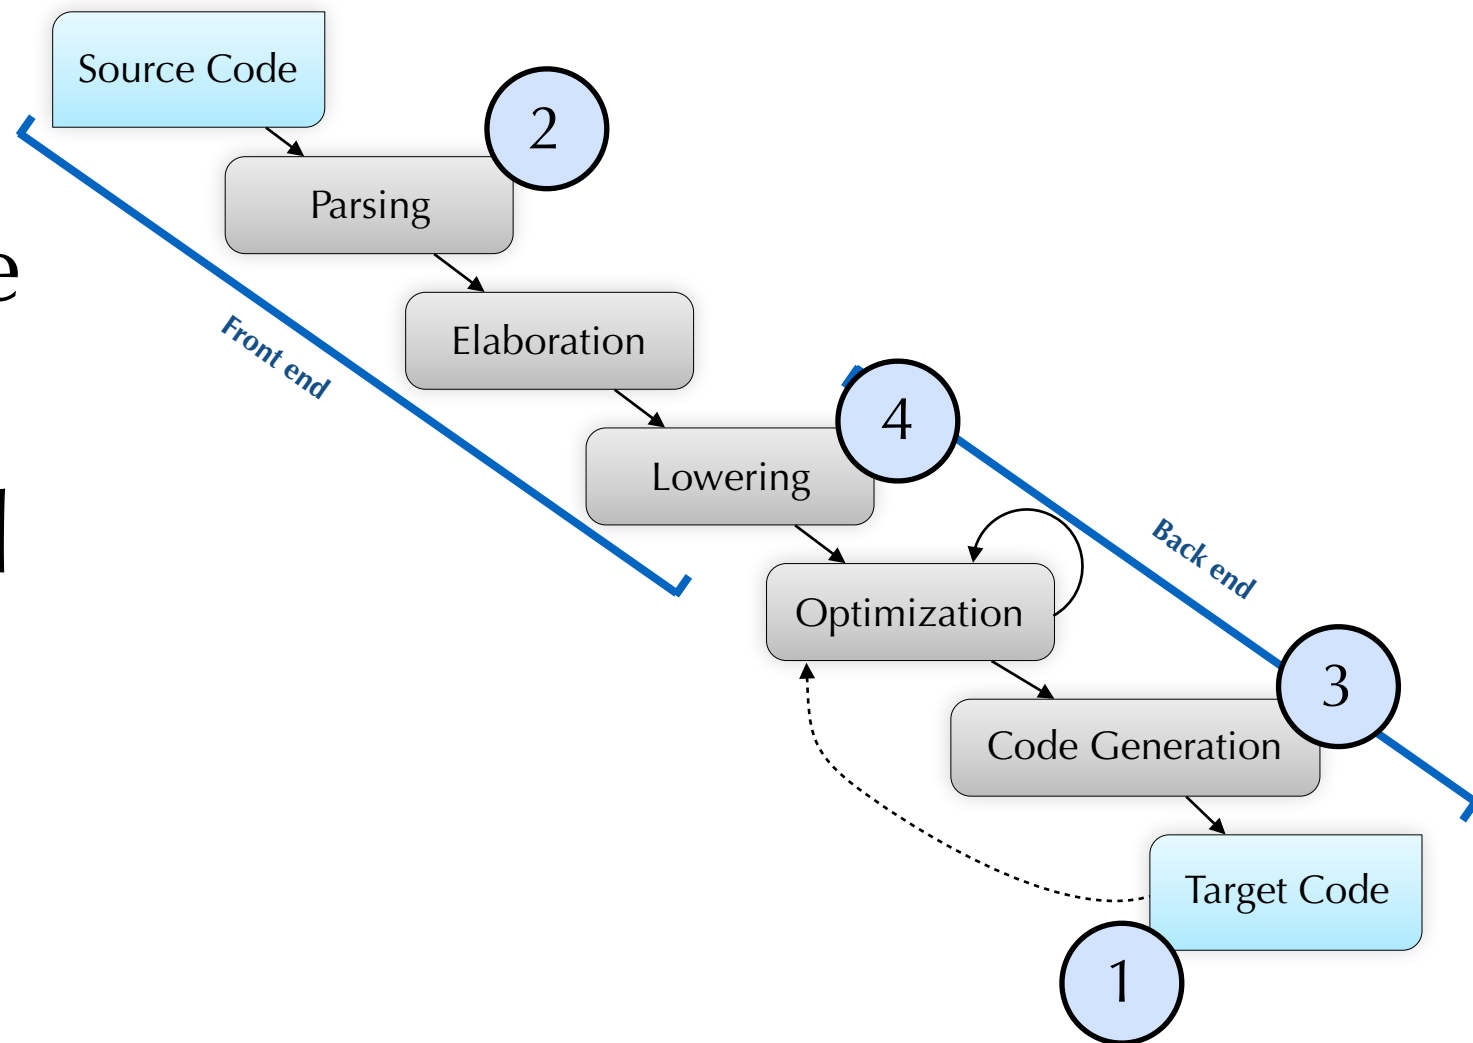 Source Code
2
Parsing
e
Front end
Elaboration
4
Lowering
l
Back end
Optimization
3
Code Generation
Target Code
1